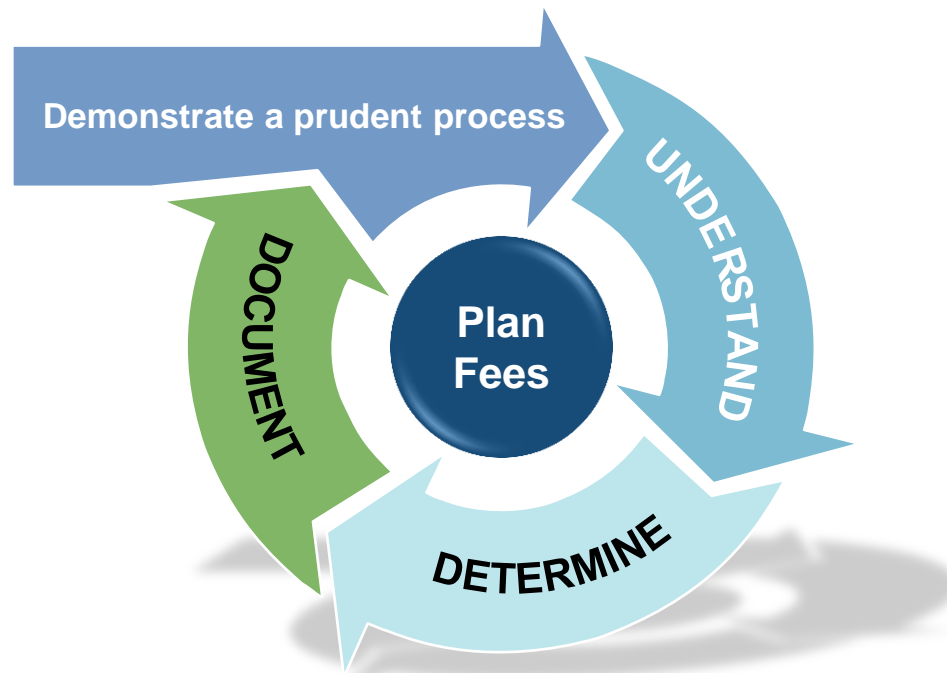 Demonstrate a prudent process
UNDERSTAND
DETERMINE
DOCUMENT
Plan
Fees